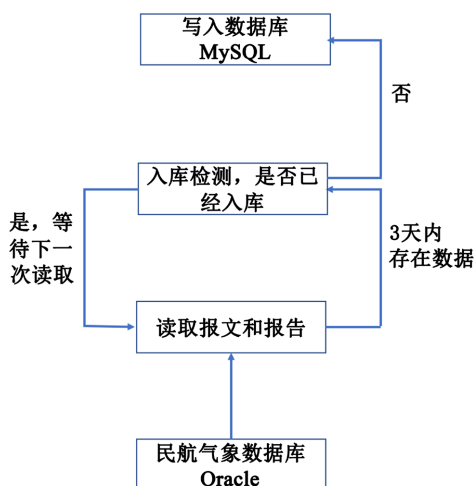 写入数据库
MySQL
否
入库检测，是否已
经入库
是，等
待下一
次读取
3天内
存在数据
读取报文和报告
民航气象数据库
Oracle